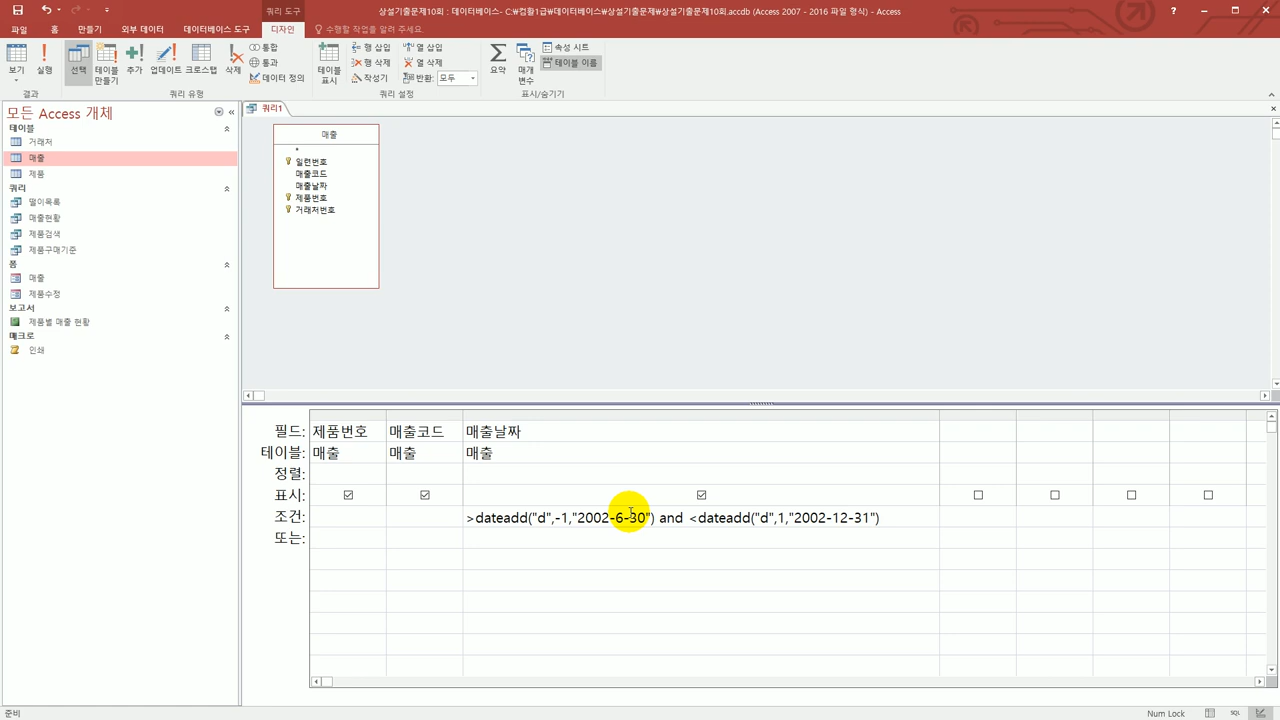 쿼리 도구
상설기출문제10회 : 데이터베이스- C:₩컴활1급₩데이터베이스₩상설기출문제₩상설기출문제10회.accdb (Access 2007 - 2016 파일 형식) - Access
파일 홈 만들기 외부 데이터 데이터베이스 도구 디자인 수행할 작업을 알려 주세요.
보기 실행 선택 테이블 만들기 추가 업데이트 크로스탭 삭제
통합
통과
데이터 정의
테이블 표시
행 삽입
행 삭제
작성기
열 삽입
열 삭제
반환: 모두
요약 매개 변수
속성 시트
테이블 이름
결과 쿼리 유형 쿼리 설정 표시/숨기기
모든 Access 개체
테이블
거래처
매출
제품
쿼리
떨이목록
매출현황
제품검색
제품구매기준
폼
매출
제품수정
보고서
제품별 매출 현황
매크로
인쇄
쿼리1
매출
*
일련번호
매출코드
매출날짜
제품번호
거래처번호
필드: 제품번호 매출코드 매출날짜
테이블: 매출 매출 매출
정렬:
표시:
조건: >dateadd("d",-1,"2002-6-30") and <dateadd("d",1,"2002-12-31")
또는:
준비
Num Lock
SQL